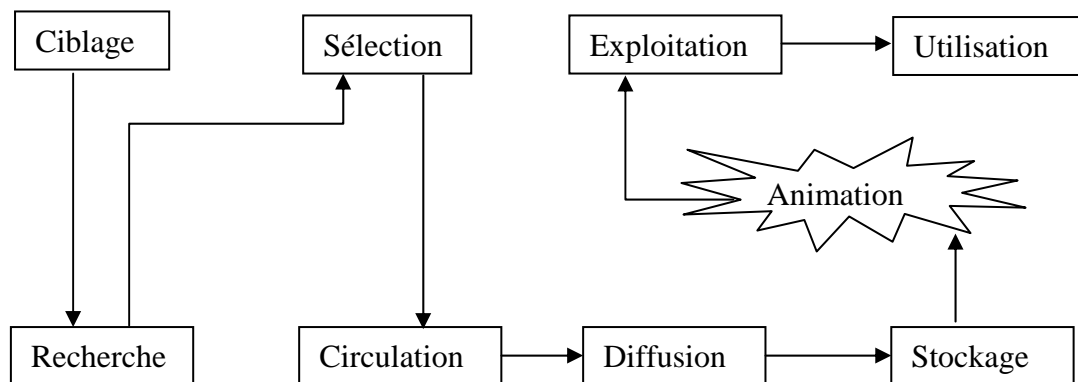 Ciblage
Sélection
Exploitation
Utilisation
Animation
Recherche
Circulation
Diffusion
Stockage